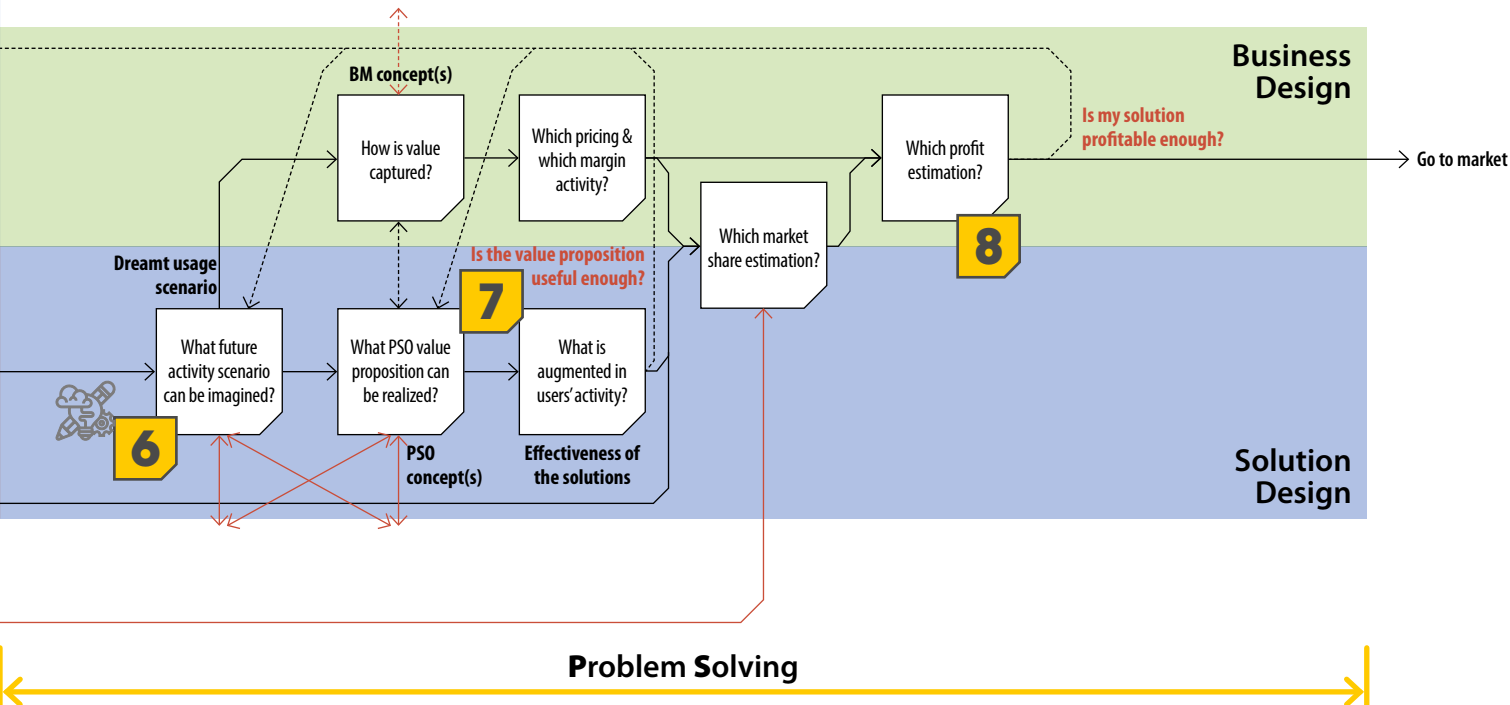 Business
Design
BM concept(s)
How is value
captured?
Which pricing &
which margin
activity?
Which profit
estimation?
Is my solution
profitable enough?
Go to market
8
Which market
share estimation?
Dreamt usage
scenario
Is the value proposition
useful enough?
7
What future
activity scenario
can be imagined?
6
What PSO value
proposition can
be realized?
What is
augmented in
users’ activity?
PSO
concept(s)
Effectiveness of
the solutions
Solution
Design
Problem Solving